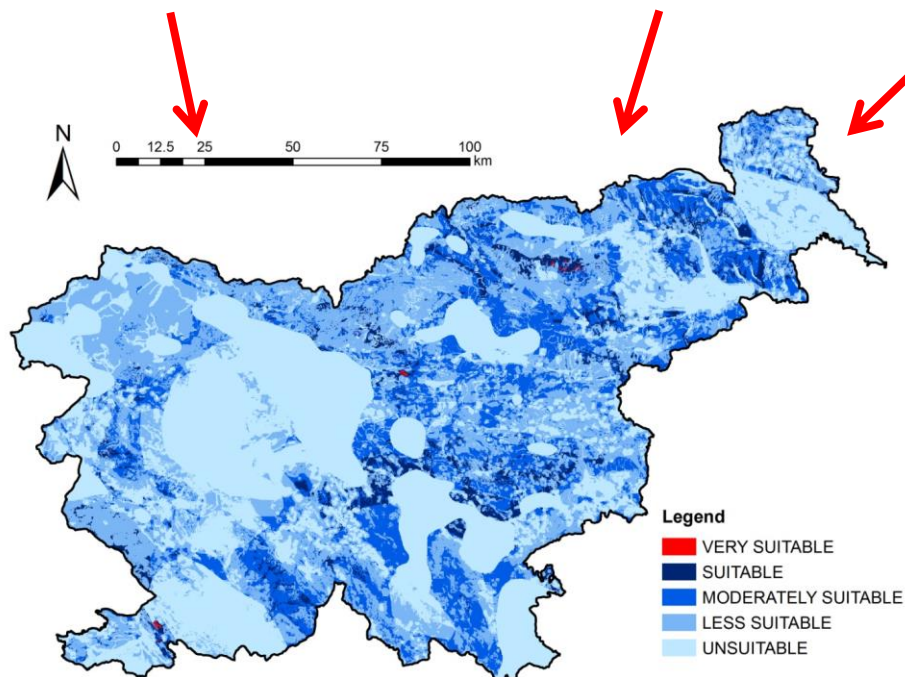 N
0 12.5 25 50 75 100
km
Legend
VERY SUITABLE
SUITABLE
MODERATELY SUITABLE
LESS SUITABLE
UNSUITABLE